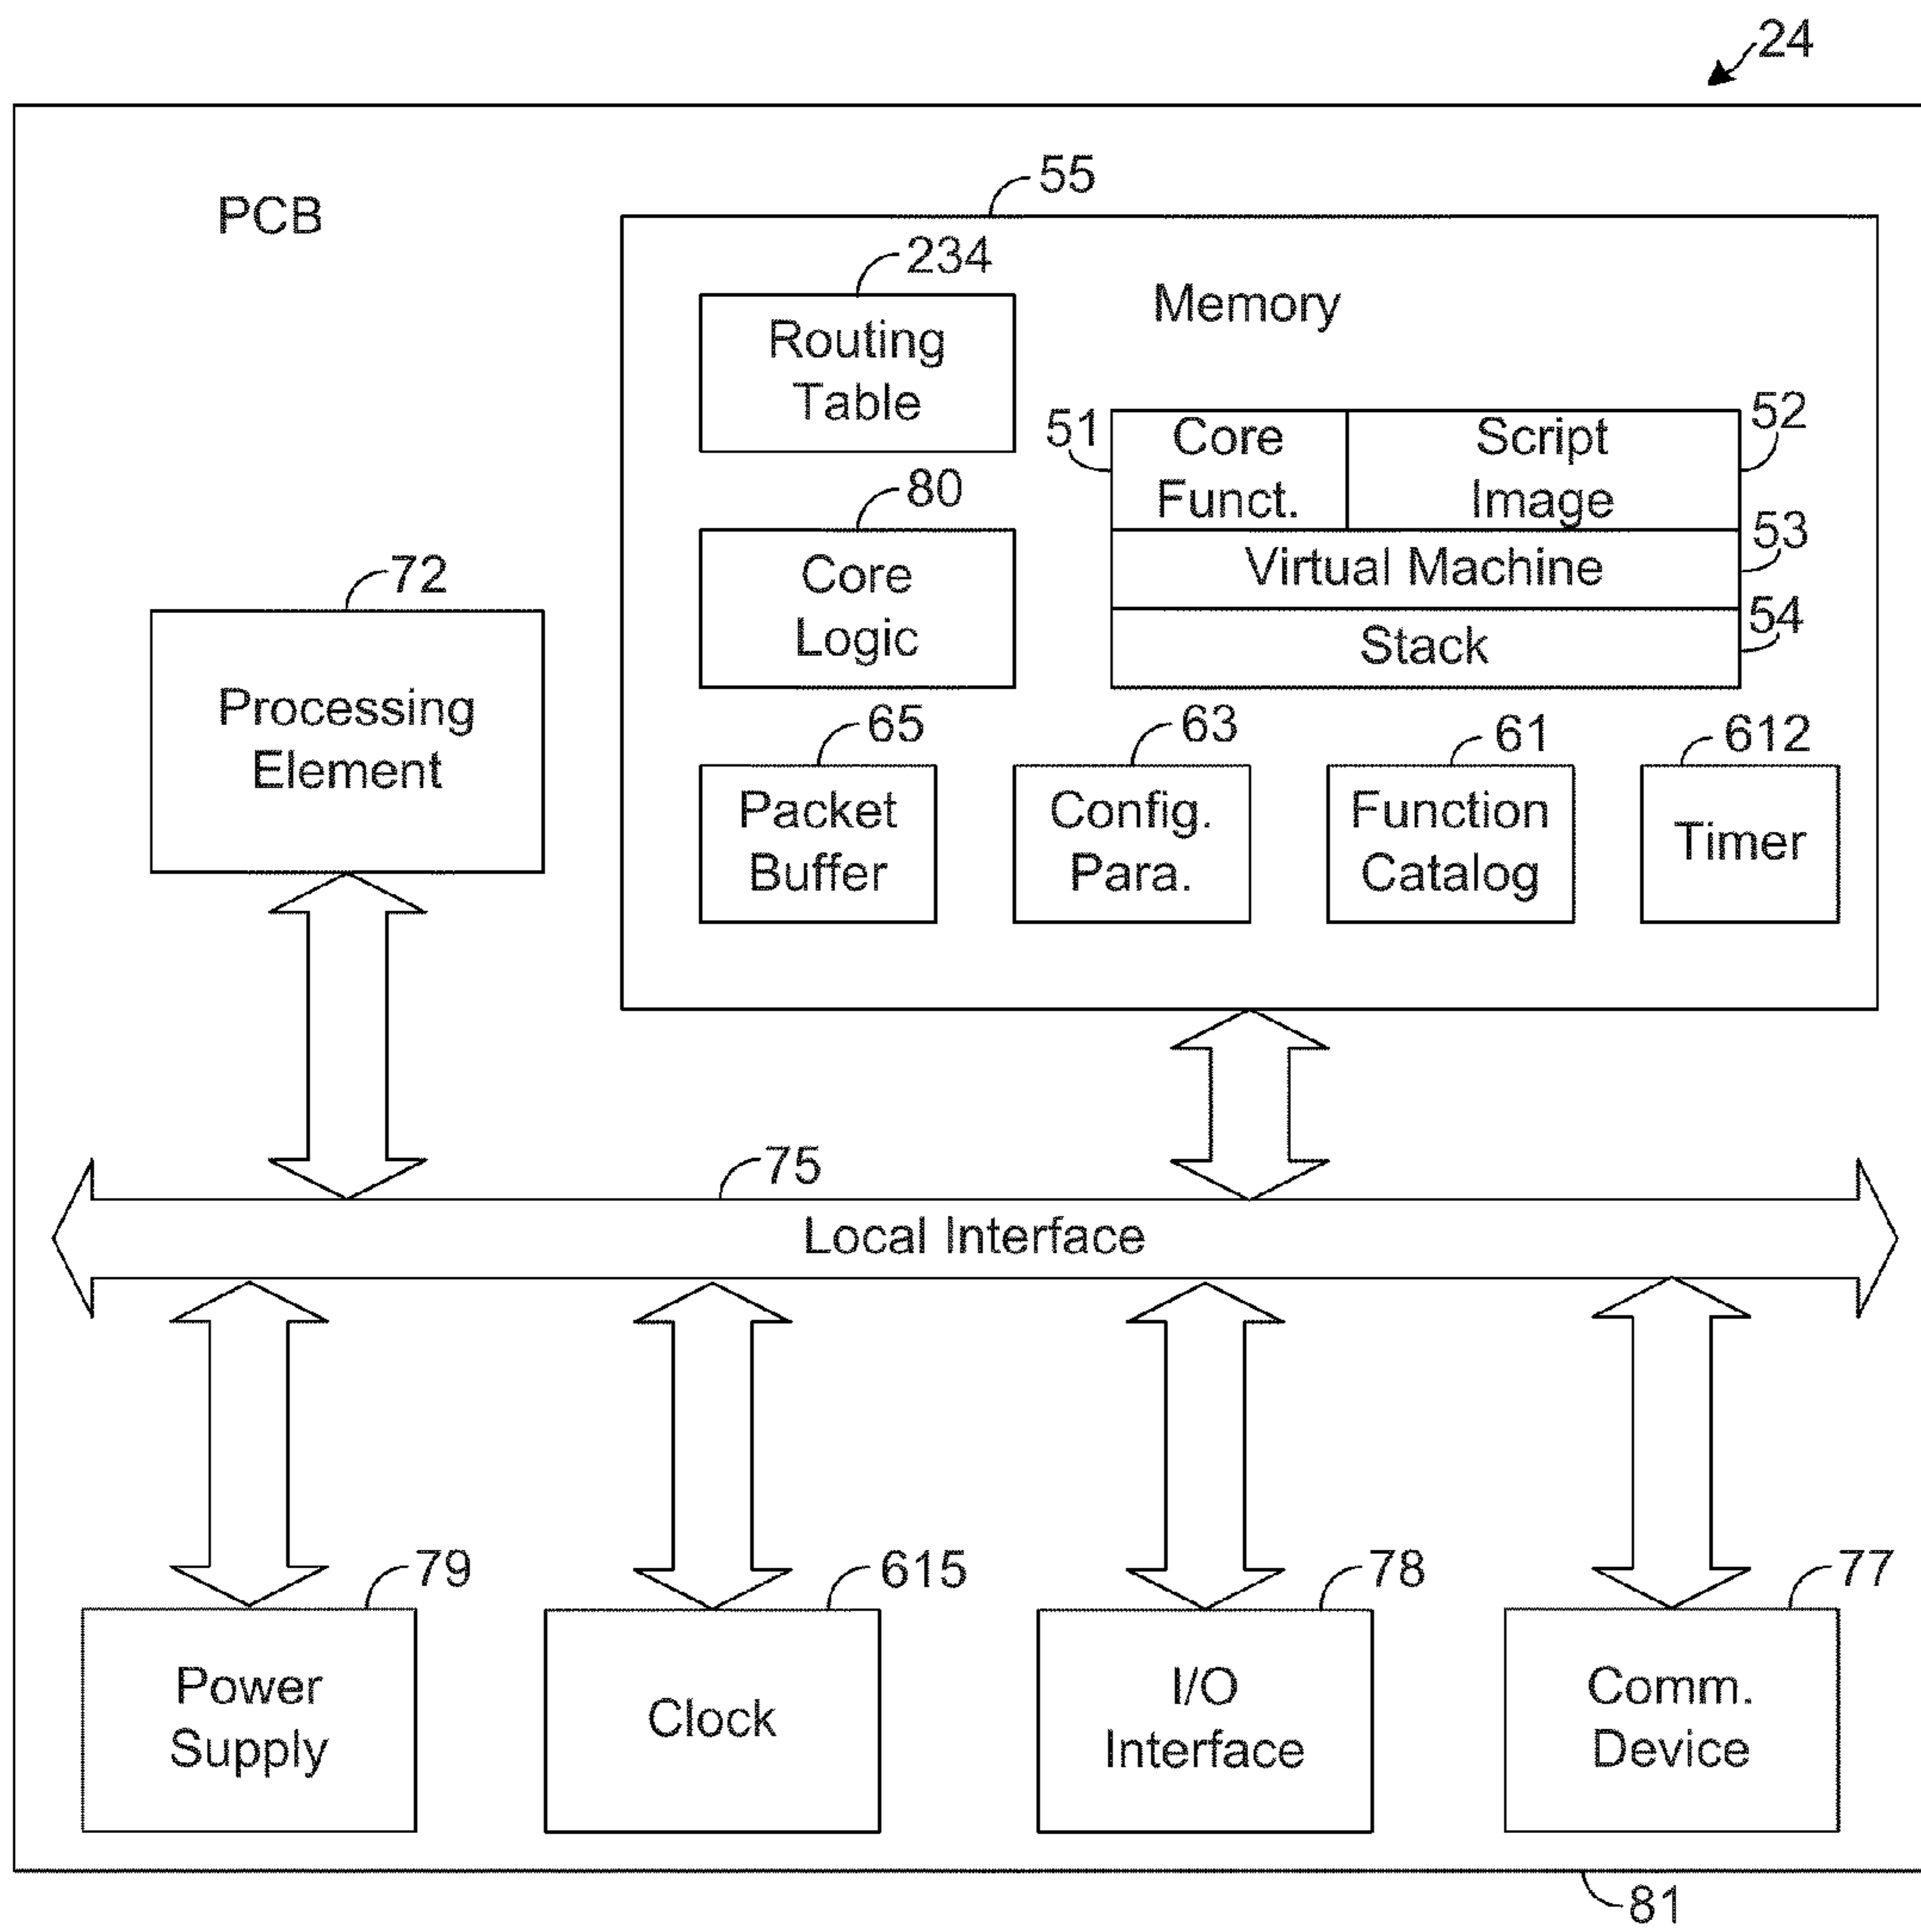 24
PCB
55
234
Memory
Routing
Table
51
Core
Funct.
Script
Image
52
80
Core
Logic
Virtual Machine
53
Stack
54
72
Processing
Element
65
Packet
Buffer
63
Config.
Para.
61
Function
Catalog
612
Timer
75
Local Interface
79
Power
Supply
615
Clock
78
I/O
Interface
77
Comm.
Device
81